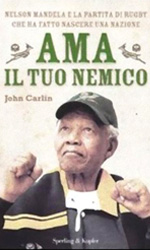 NELSON MANDELA E LA PARTITA DI RUGBY
CHE HA FATTO NASCERE UNA NAZIONE
AMA
IL TUO NEMICO
John Carlin
Sperling & Kupfer